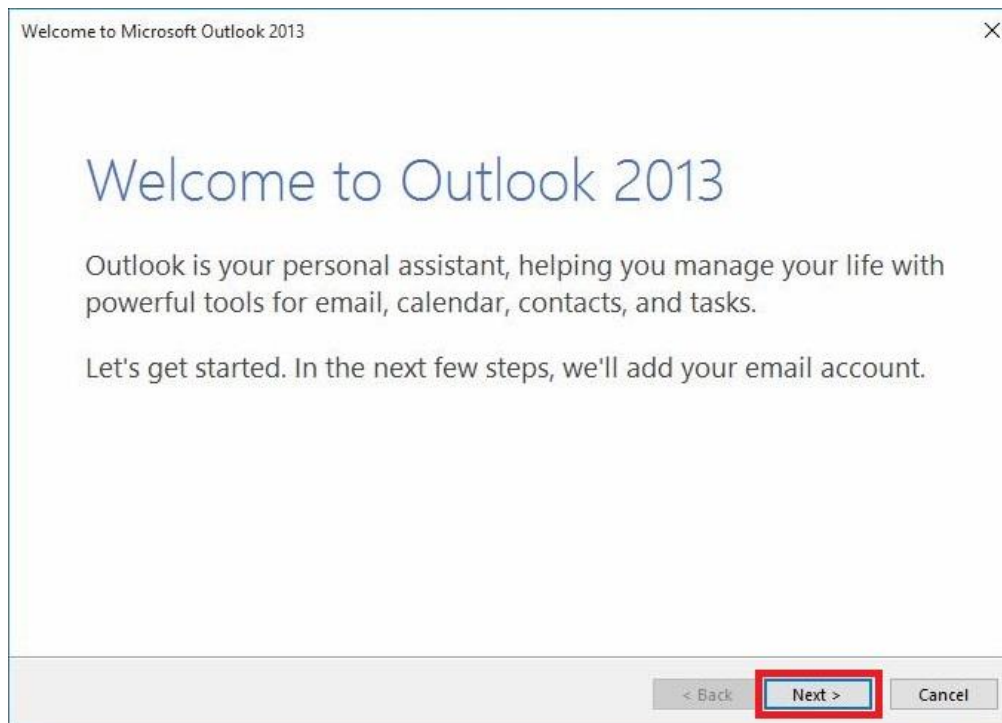 Welcome to Microsoft Outlook 2013
Welcome to Outlook 2013
Outlook is your personal assistant, helping you manage your life with
powerful tools for email, calendar, contacts, and tasks.
Let's get started. In the next few steps, we'll add your email account.
< Back Next > Cancel